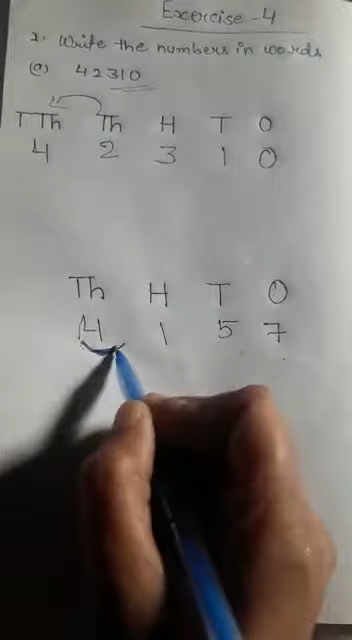 Exercise-4
1. Write the numbers in words
(a) 42310
TTh Th H T O
4 2 3 1 0
Th H T O
4 1 5 7